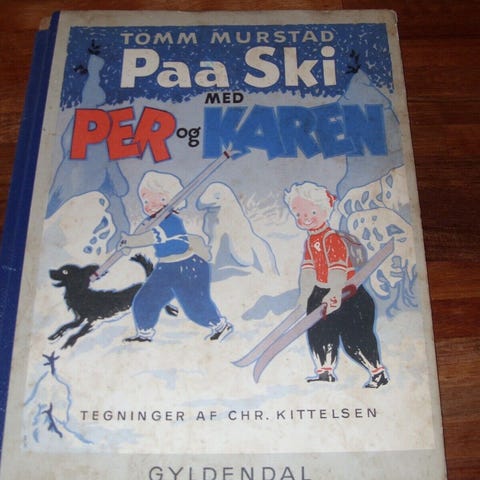 TOMM MURSTAD
Paa Ski
MED
PER og KAREN
TEGNINGER AF CHR. KITTELSEN
GYLDENDAL